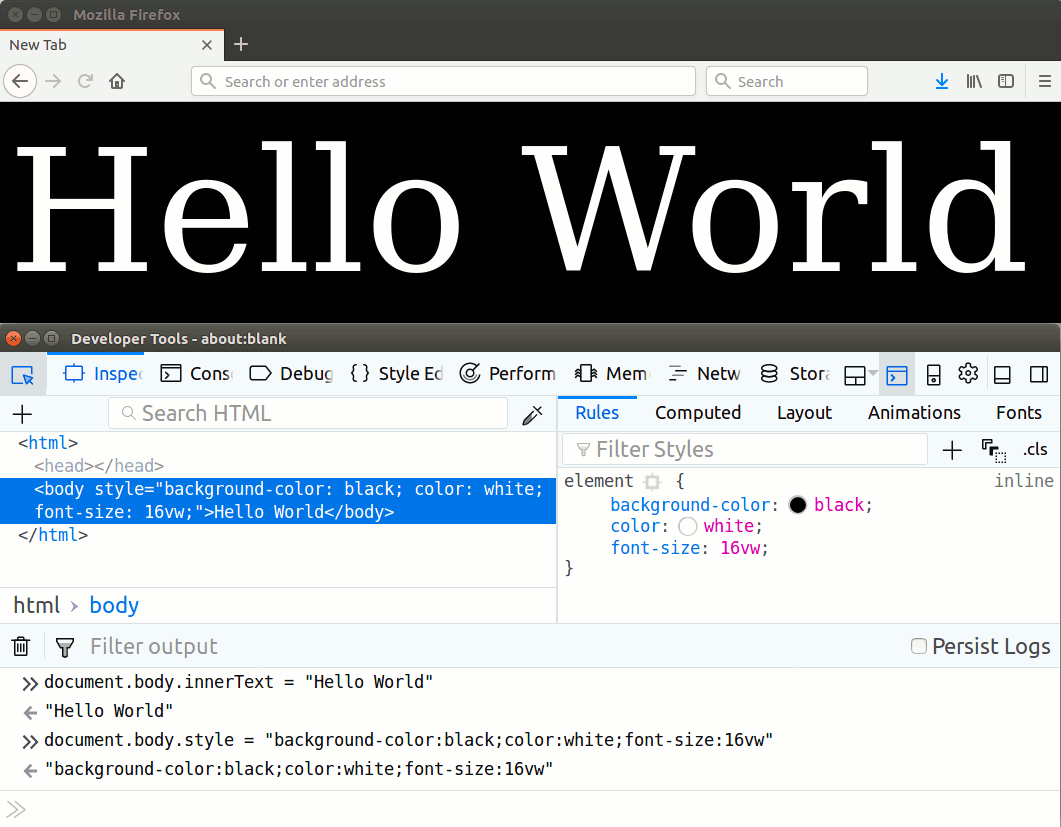 Mozilla Firefox
New Tab
Search or enter address
Search
Hello World
Developer Tools - about:blank
Inspec Cons Debug Style Ed Perform Mem Netw Stora
Search HTML
Rules Computed Layout Animations Fonts
Filter Styles .cls
<html>
<head></head>
<body style="background-color: black; color: white;
font-size: 16vw;">Hello World</body>
</html>
element { inline
background-color: black;
color: white;
font-size: 16vw;
}
html › body
Filter output Persist Logs
document.body.innerText = "Hello World"
"Hello World"
document.body.style = "background-color:black;color:white;font-size:16vw"
"background-color:black;color:white;font-size:16vw"